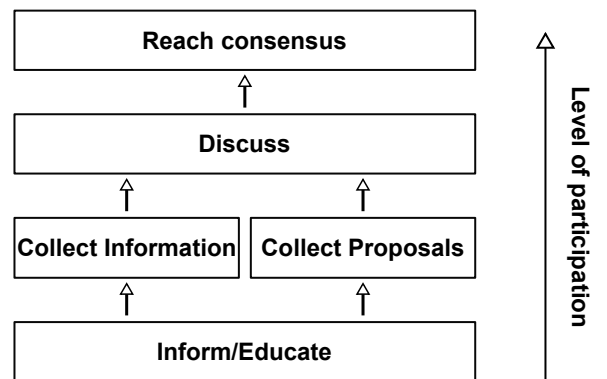 Reach consensus
Discuss
Collect Information
Collect Proposals
Inform/Educate
Level of participation